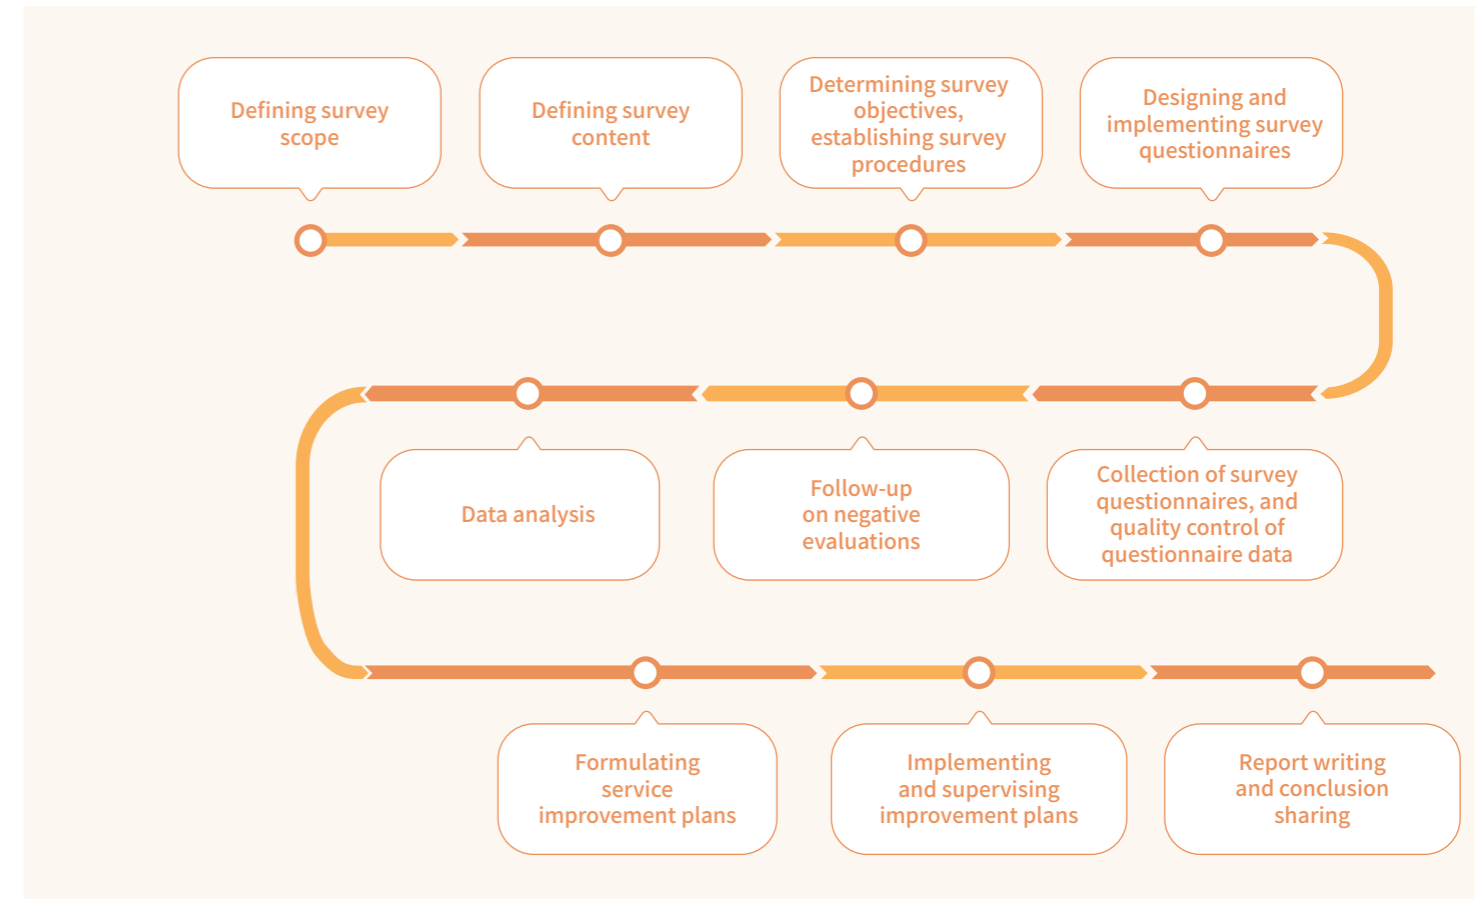 Defining survey
scope
Defining survey
content
Determining survey
objectives,
establishing survey
procedures
Designing and
implementing survey
questionnaires
Collection of survey
questionnaires, and
quality control of
questionnaire data
Follow-up
on negative
evaluations
Data analysis
Formulating
service
improvement plans
Implementing
and supervising
improvement plans
Report writing
and conclusion
sharing